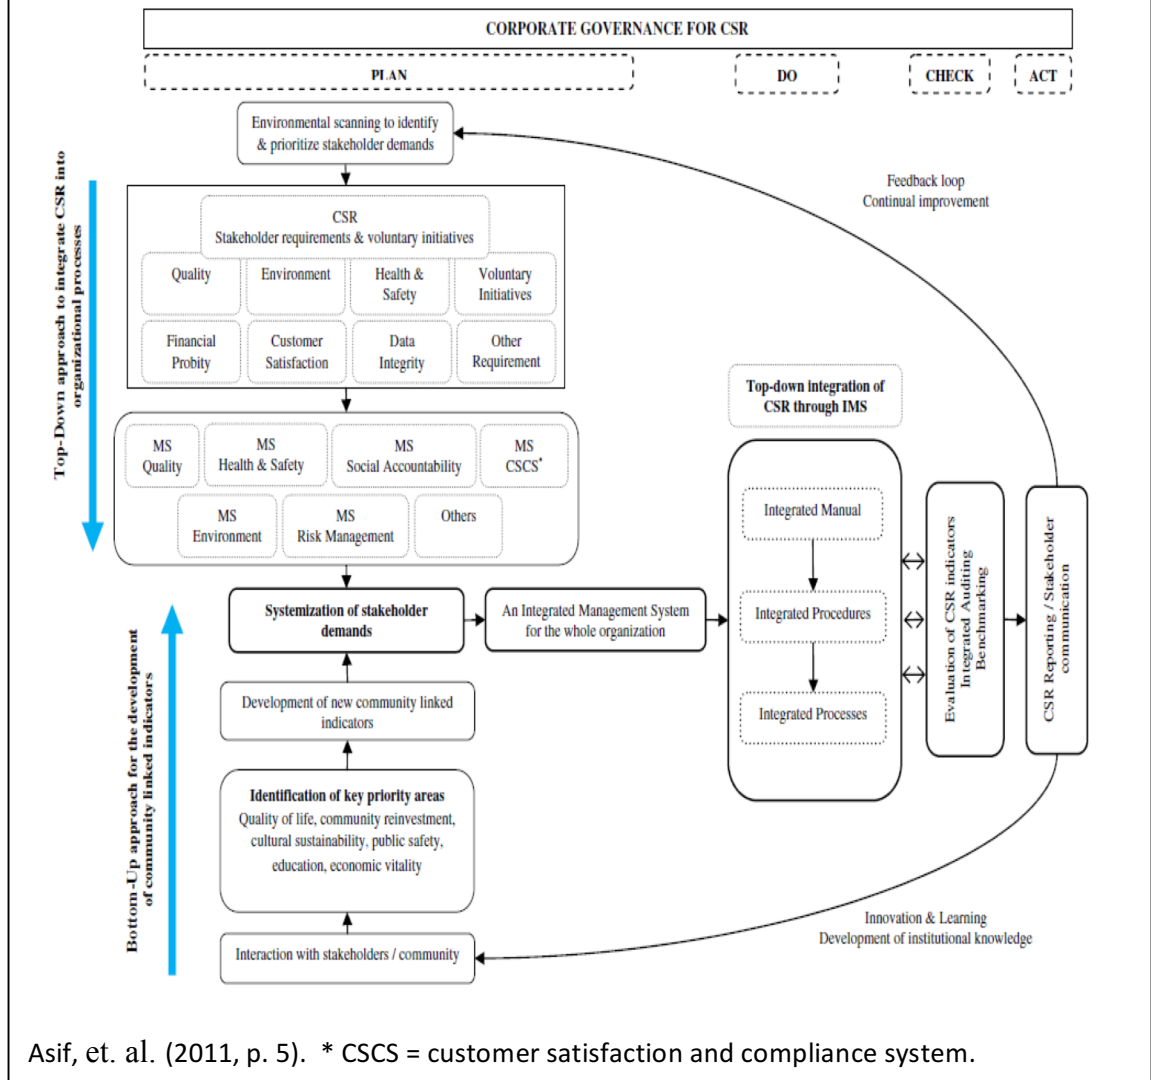 CORPORATE GOVERNANCE FOR CSR
PLAN
DO
CHECK
ACT
Environmental scanning to identify
& prioritize stakeholder demands
Feedback loop
Continual improvement
Top-Down approach to integrate CSR into
organizational processes
CSR
Stakeholder requirements & voluntary initiatives
Quality
Environment
Health &
Safety
Voluntary
Initiatives
Financial
Probity
Customer
Satisfaction
Data
Integrity
Other
Requirement
MS
Quality
MS
Health & Safety
MS
Social Accountability
MS
CSCS*
MS
Environment
MS
Risk Management
Others
Systemization of stakeholder
demands
An Integrated Management System
for the whole organization
Top-down integration of
CSR through IMS
Integrated Manual
Integrated Procedures
Integrated Processes
Evaluation of CSR indicators
Integrated Auditing
Benchmarking
CSR Reporting / Stakeholder
communication
Bottom-Up approach for the development
of community linked indicators
Development of new community linked
indicators
Identification of key priority areas
Quality of life, community reinvestment,
cultural sustainability, public safety,
education, economic vitality
Interaction with stakeholders / community
Innovation & Learning
Development of institutional knowledge
Asif, et. al. (2011, p. 5). * CSCS = customer satisfaction and compliance system.